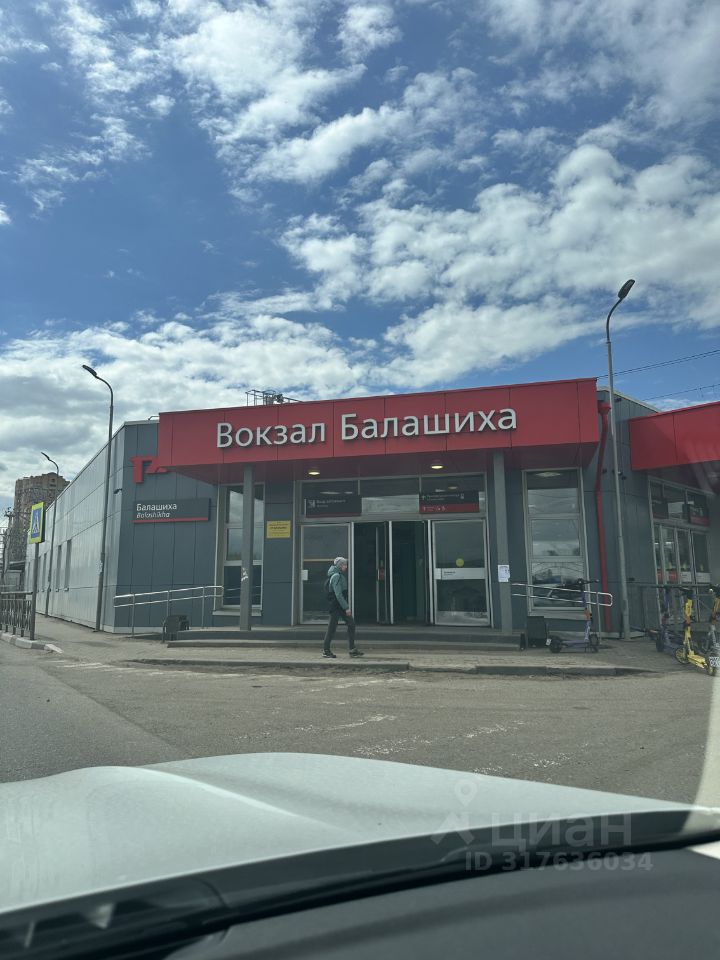 Вокзал Балашиха
Балашиха
Balashikha
циан
ID 317636034